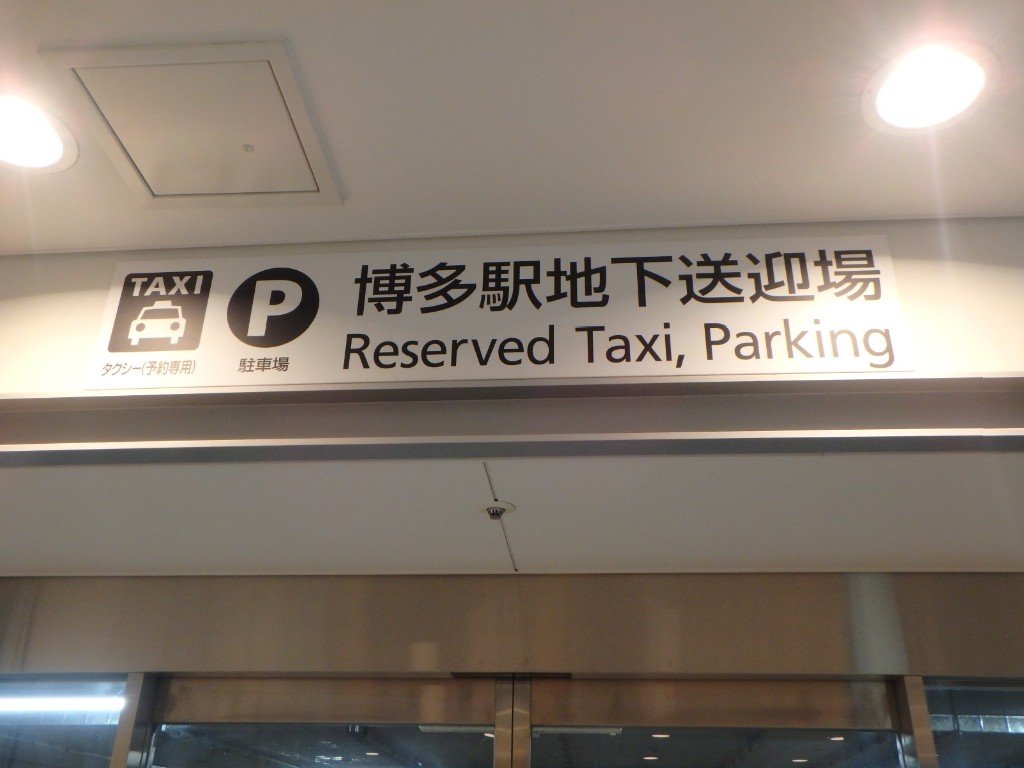 TAXI
タクシー(予約専用)
P
駐車場
博多駅地下送迎場
Reserved Taxi, Parking